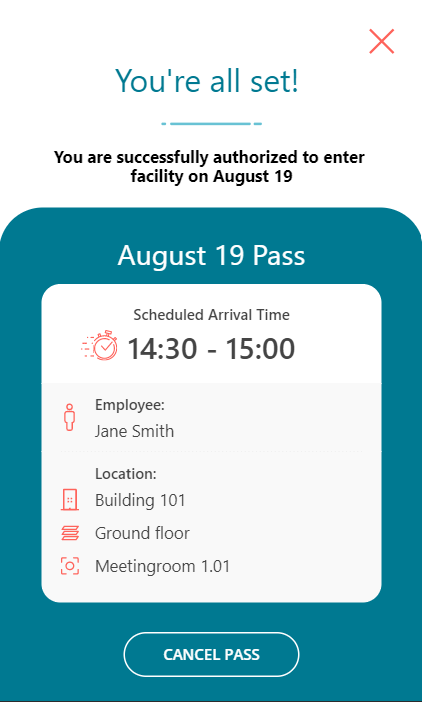 You're all set!
You are successfully authorized to enter
facility on August 19
August 19 Pass
Scheduled Arrival Time
14:30 - 15:00
Employee:
Jane Smith
Location:
Building 101
Ground floor
Meetingroom 1.01
CANCEL PASS